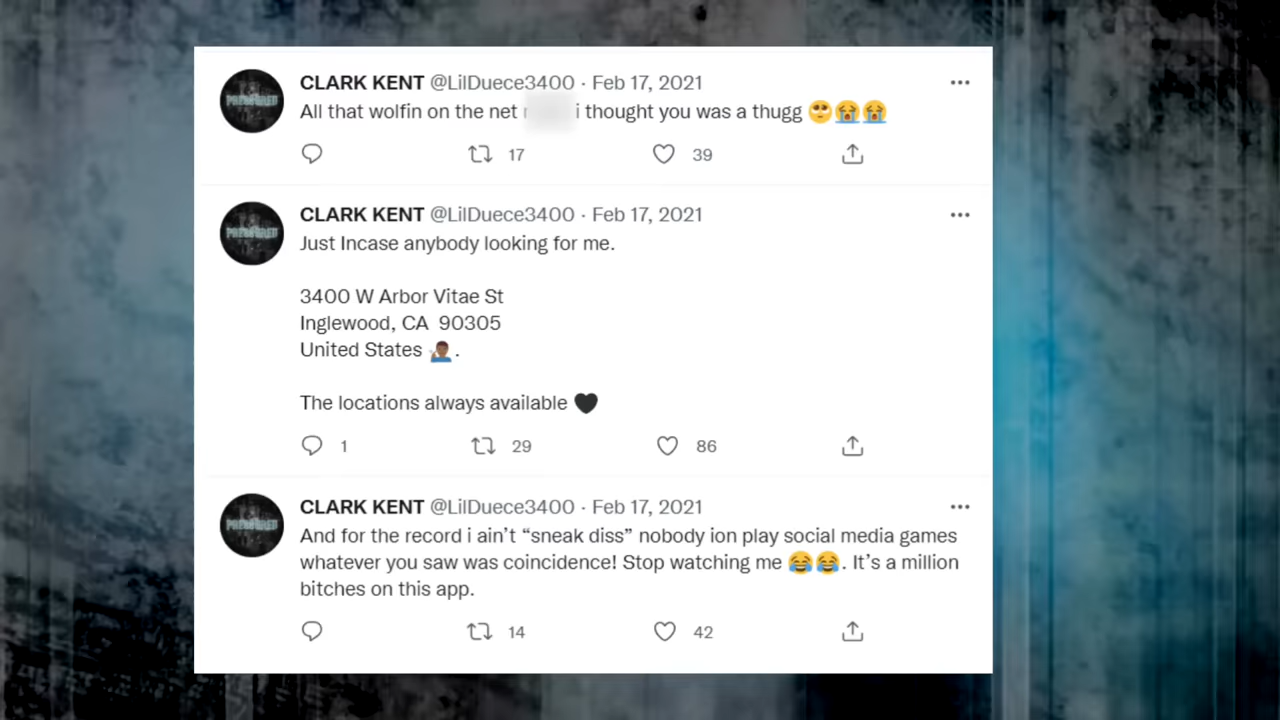 CLARK KENT @LilDuece3400 · Feb 17, 2021
All that wolfin on the net i thought you was a thugg 🥺😭😭
17 39
CLARK KENT @LilDuece3400 · Feb 17, 2021
Just Incase anybody looking for me.
3400 W Arbor Vitae St
Inglewood, CA 90305
United States 🙋🏾‍♂️.
The locations always available 🖤
1 29 86
CLARK KENT @LilDuece3400 · Feb 17, 2021
And for the record i ain’t “sneak diss” nobody ion play social media games
whatever you saw was coincidence! Stop watching me 😂😂. It’s a million
bitches on this app.
14 42